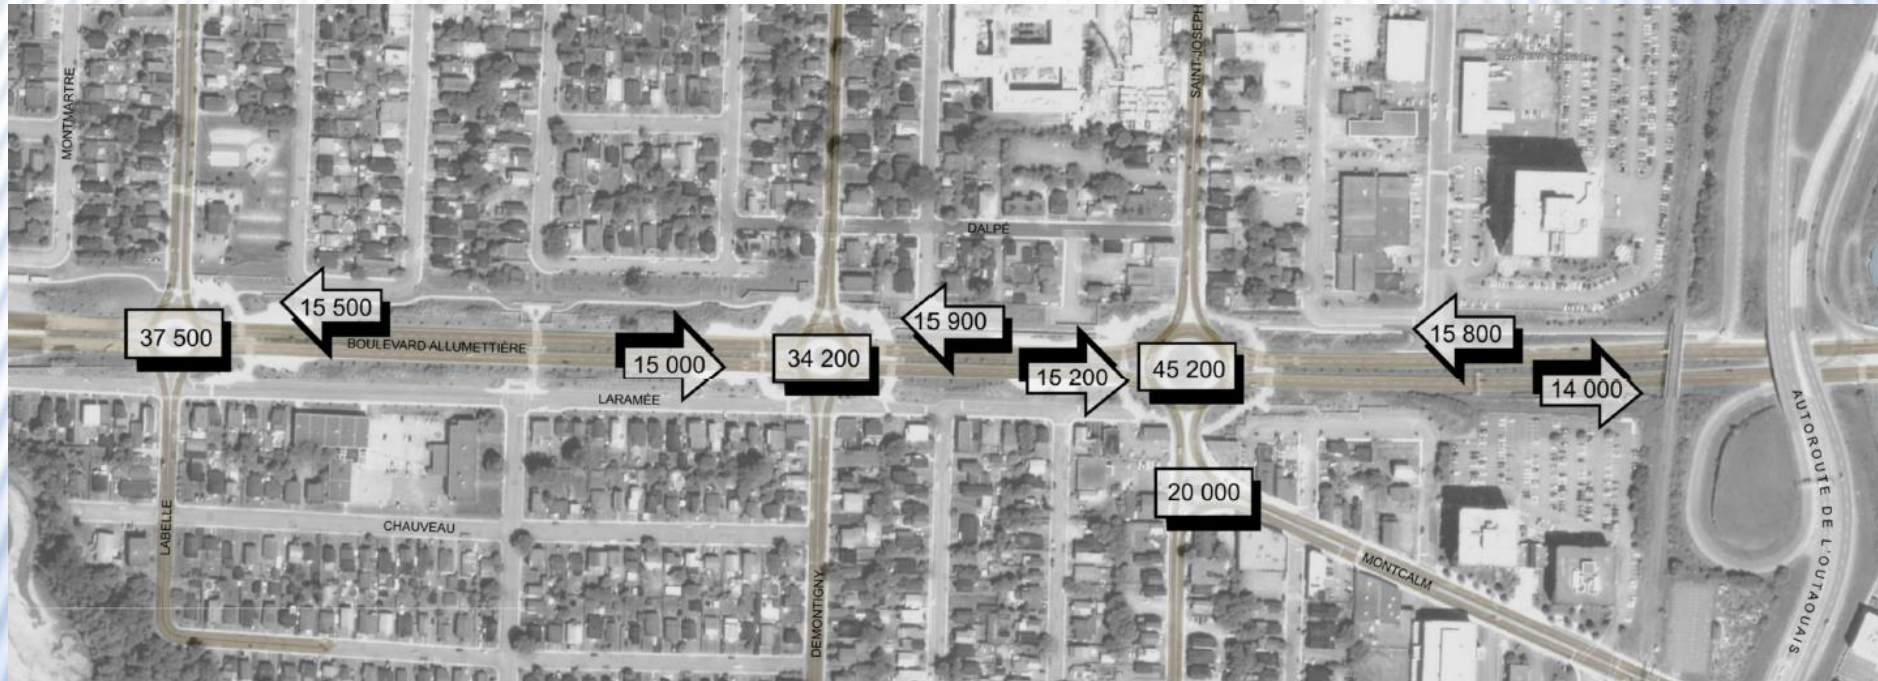 MONTMARTRE
SAINT-JOSEPH
DALPÉ
15 500
37 500
BOULEVARD ALLUMETTIÈRE
15 000
34 200
15 900
15 200
45 200
15 800
14 000
LARAMÉE
LABELLE
CHAUVEAU
DEMONTIGNY
20 000
MONTCALM
AUTOROUTE DE L'OUTAOUAIS